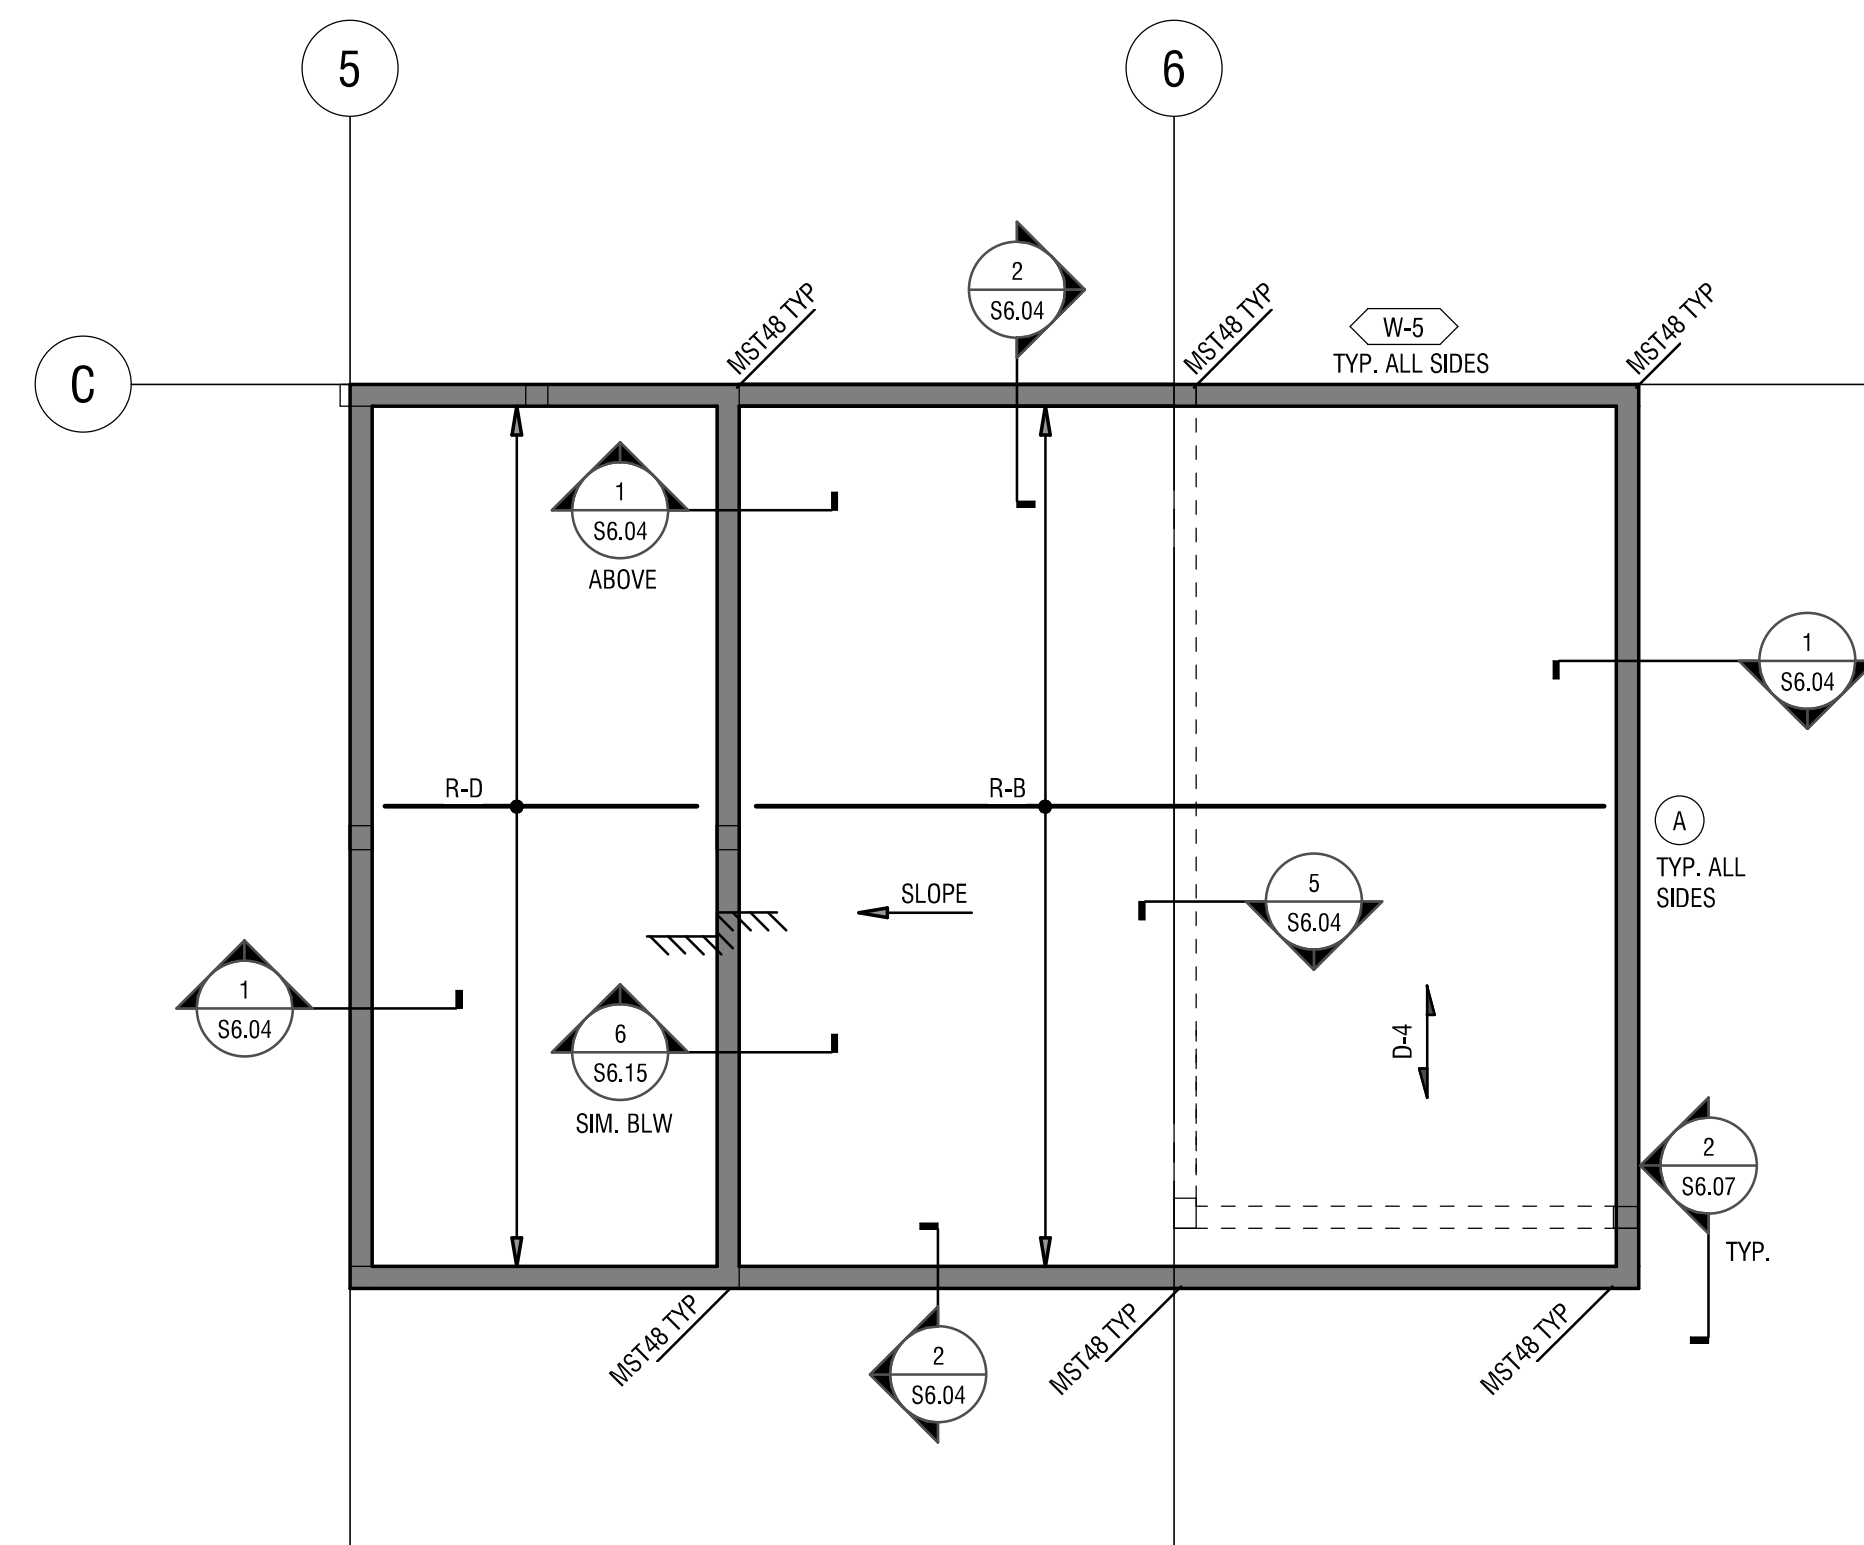 5
6
C
2
S6.04
MST48 TYP
MST48 TYP
W-5
TYP. ALL SIDES
MST48 TYP
1
S6.04
ABOVE
1
S6.04
R-D
R-B
A
TYP. ALL
SIDES
SLOPE
5
S6.04
1
S6.04
6
S6.15
SIM. BLW
D-4
2
S6.07
TYP.
MST48 TYP
MST48 TYP
MST48 TYP
2
S6.04